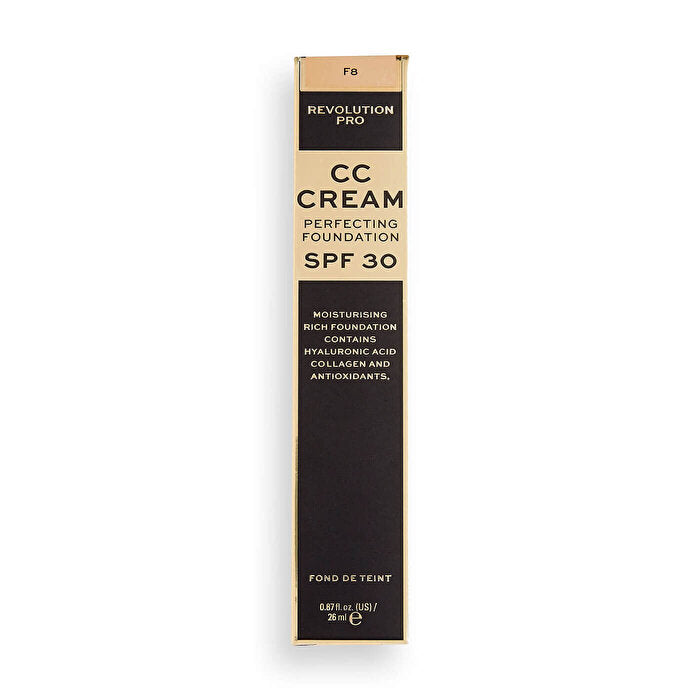 F8
REVOLUTION
PRO
CC
CREAM
PERFECTING
FOUNDATION
SPF 30
MOISTURISING
RICH FOUNDATION
CONTAINS
HYALURONIC ACID
COLLAGEN AND
ANTIOXIDANTS,
FOND DE TEINT
0.87 fl. oz. (US) /
26 ml ℮